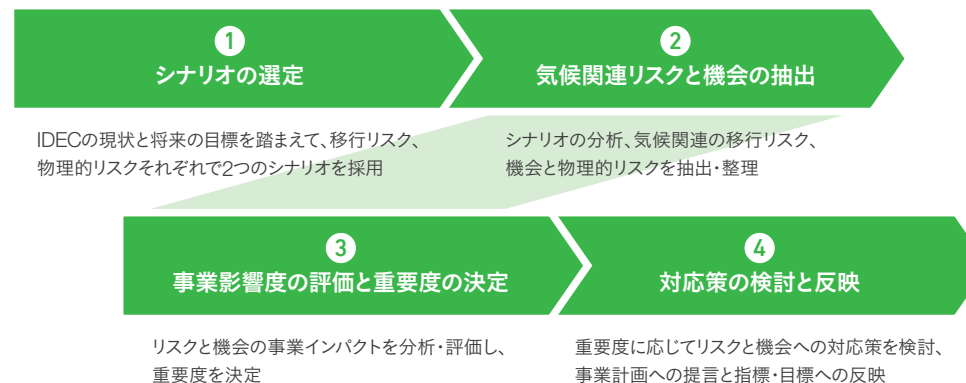 1
シナリオの選定
IDECの現状と将来の目標を踏まえて、移行リスク、
物理的リスクそれぞれで2つのシナリオを採用
2
気候関連リスクと機会の抽出
シナリオの分析、気候関連の移行リスク、
機会と物理的リスクを抽出・整理
3
事業影響度の評価と重要度の決定
リスクと機会の事業インパクトを分析・評価し、
重要度を決定
4
対応策の検討と反映
重要度に応じてリスクと機会への対応策を検討、
事業計画への提言と指標・目標への反映